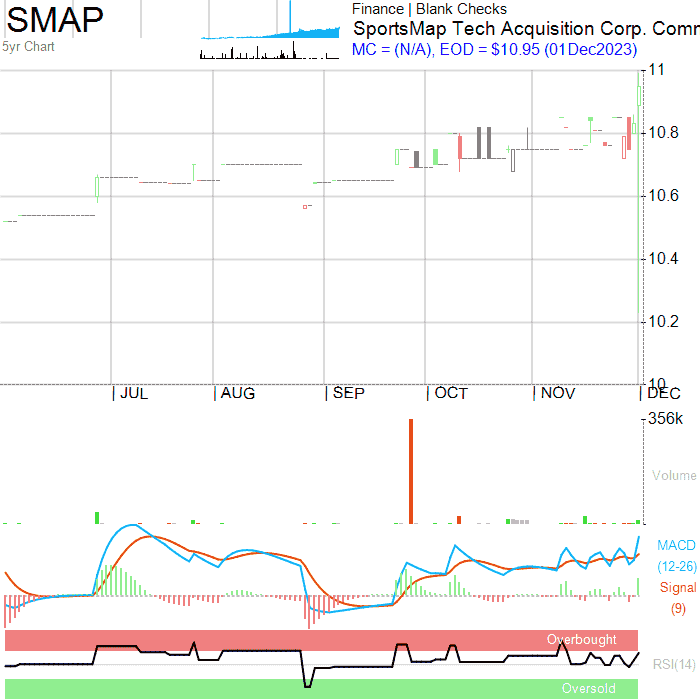 SMAP
5yr Chart
Finance | Blank Checks
SportsMap Tech Acquisition Corp. Comm
MC = (N/A), EOD = $10.95 (01Dec2023)
11
10.8
10.6
10.4
10.2
10
JUL AUG SEP OCT NOV DEC
356k
Volume
MACD
(12-26)
Signal
(9)
Overbought
RSI(14)
Oversold